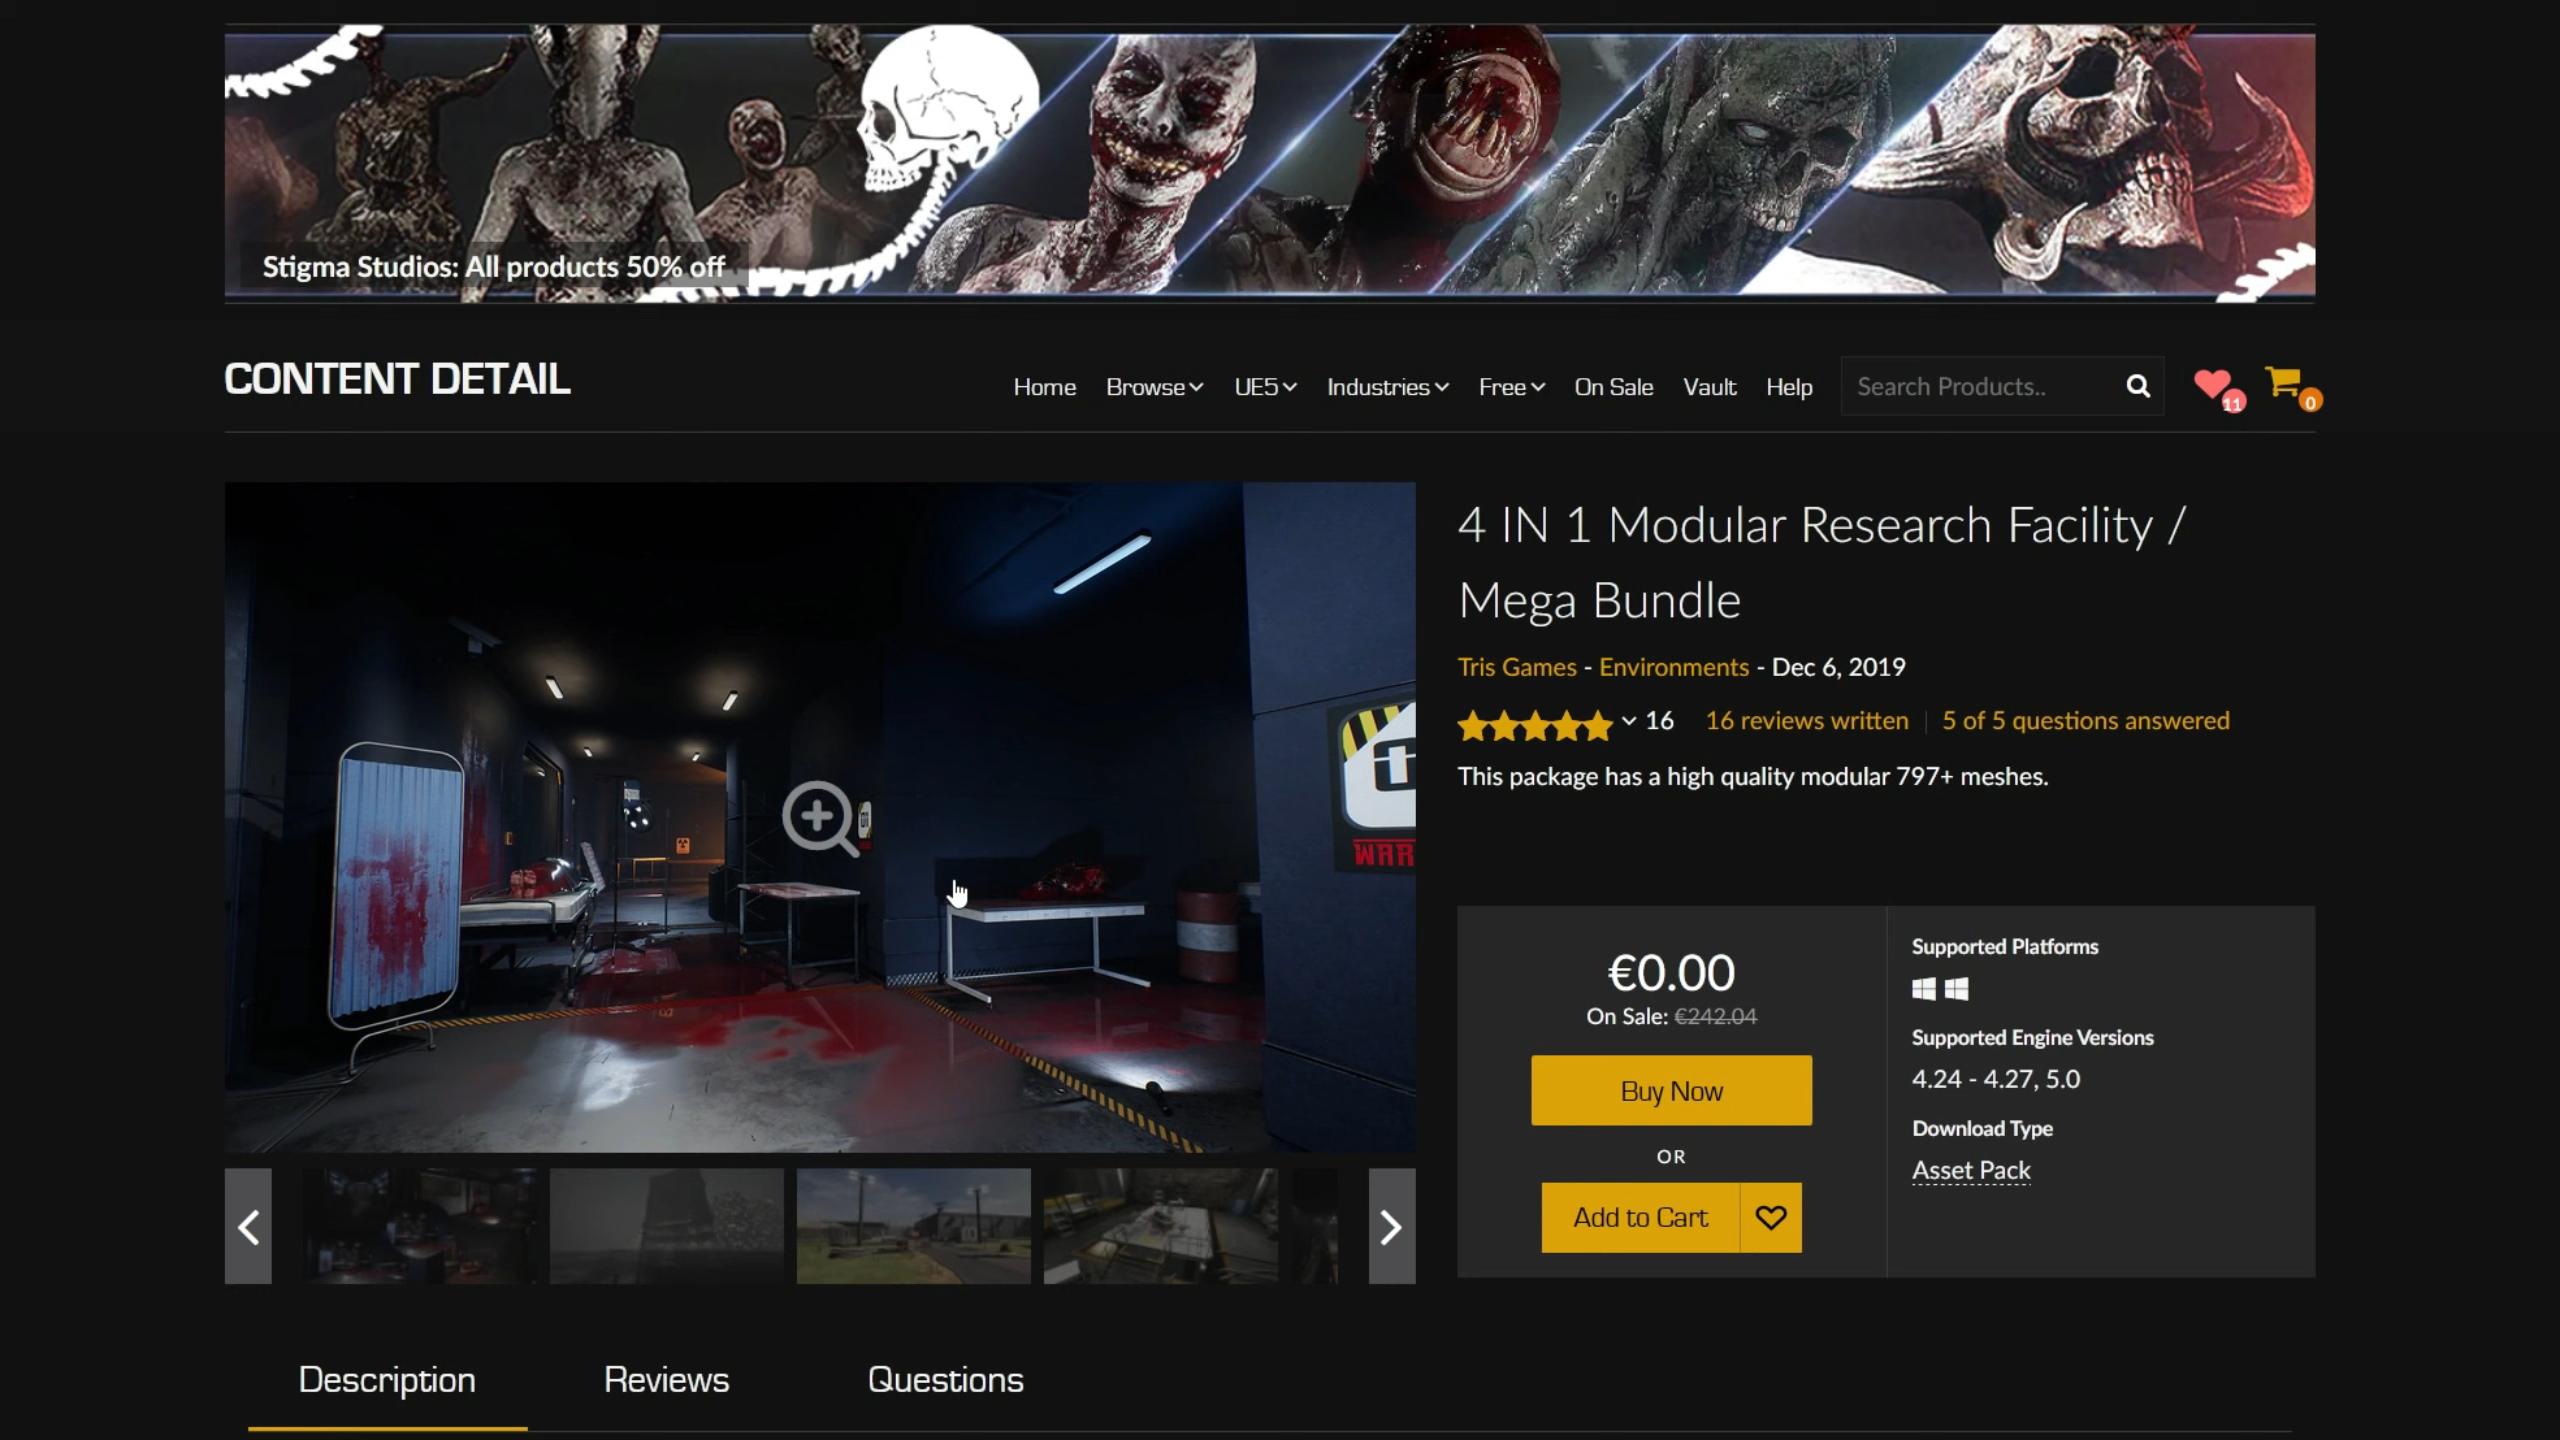 Stigma Studios: All products 50% off
CONTENT DETAIL
Home Browse UE5 Industries Free On Sale Vault Help
Search Products..
11
0
4 IN 1 Modular Research Facility /
Mega Bundle
Tris Games - Environments - Dec 6, 2019
16 16 reviews written | 5 of 5 questions answered
This package has a high quality modular 797+ meshes.
WAR
€0.00
On Sale: €242.04
Buy Now
OR
Add to Cart
Supported Platforms
Supported Engine Versions
4.24 - 4.27, 5.0
Download Type
Asset Pack
Description
Reviews
Questions